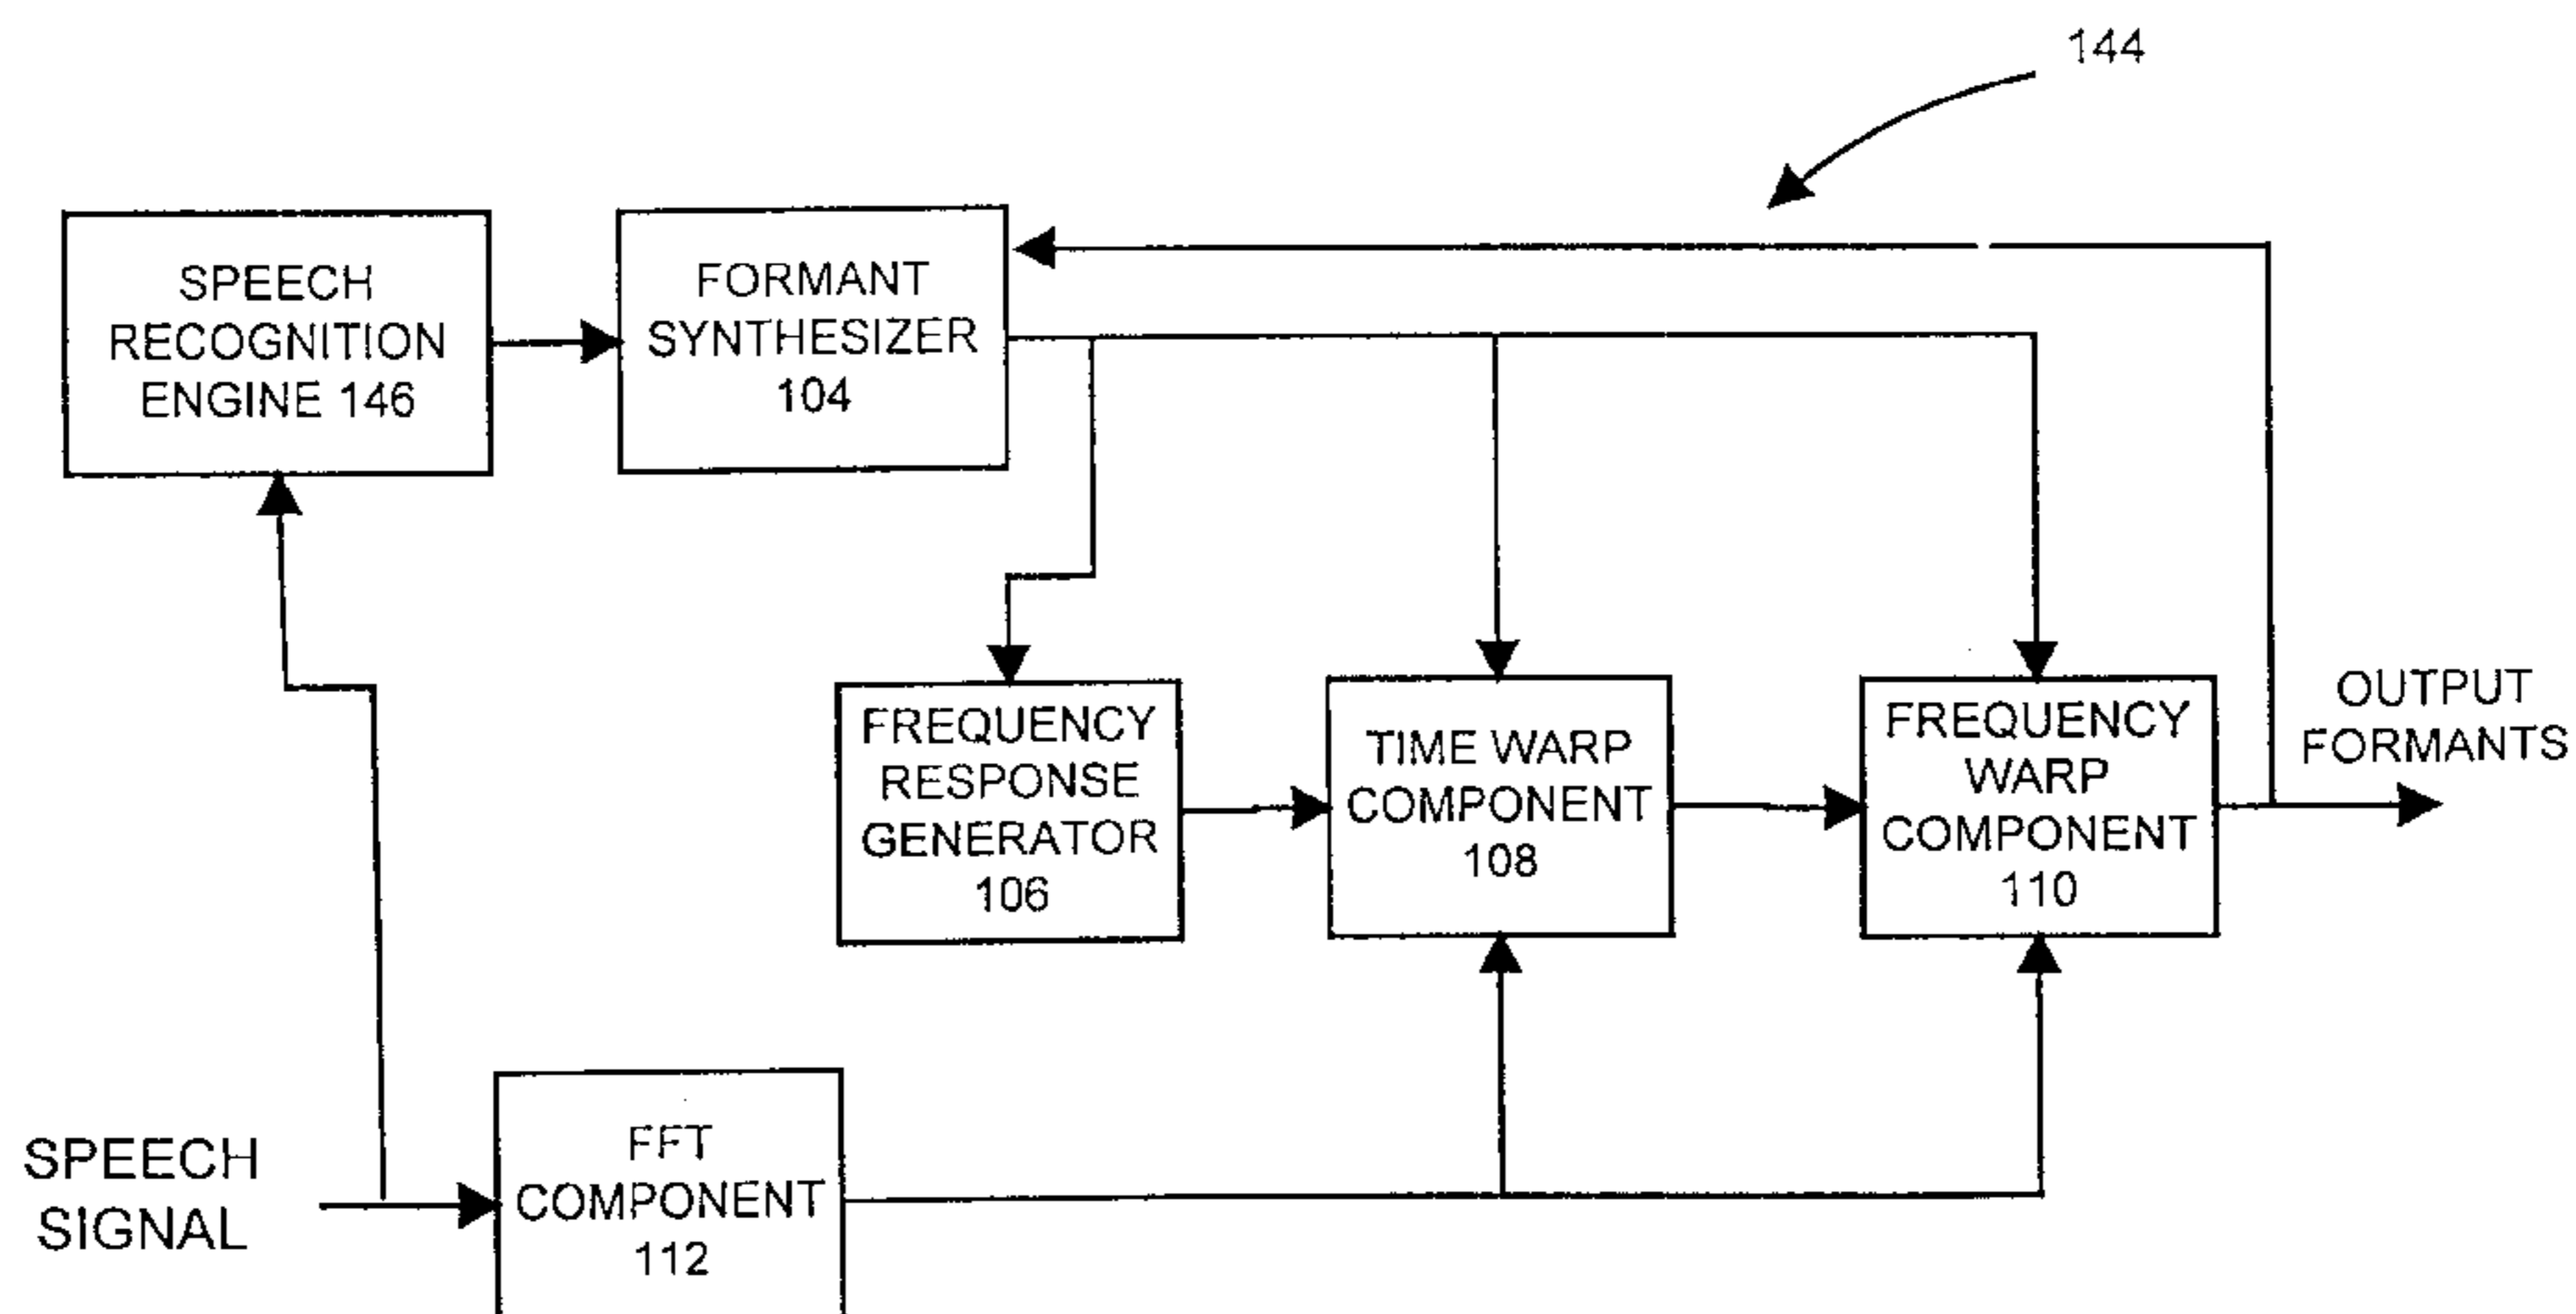 144
SPEECH
RECOGNITION
ENGINE 146
FORMANT
SYNTHESIZER
104
FREQUENCY
RESPONSE
GENERATOR
106
TIME WARP
COMPONENT
108
FREQUENCY
WARP
COMPONENT
110
OUTPUT
FORMANTS
SPEECH
SIGNAL
FFT
COMPONENT
112